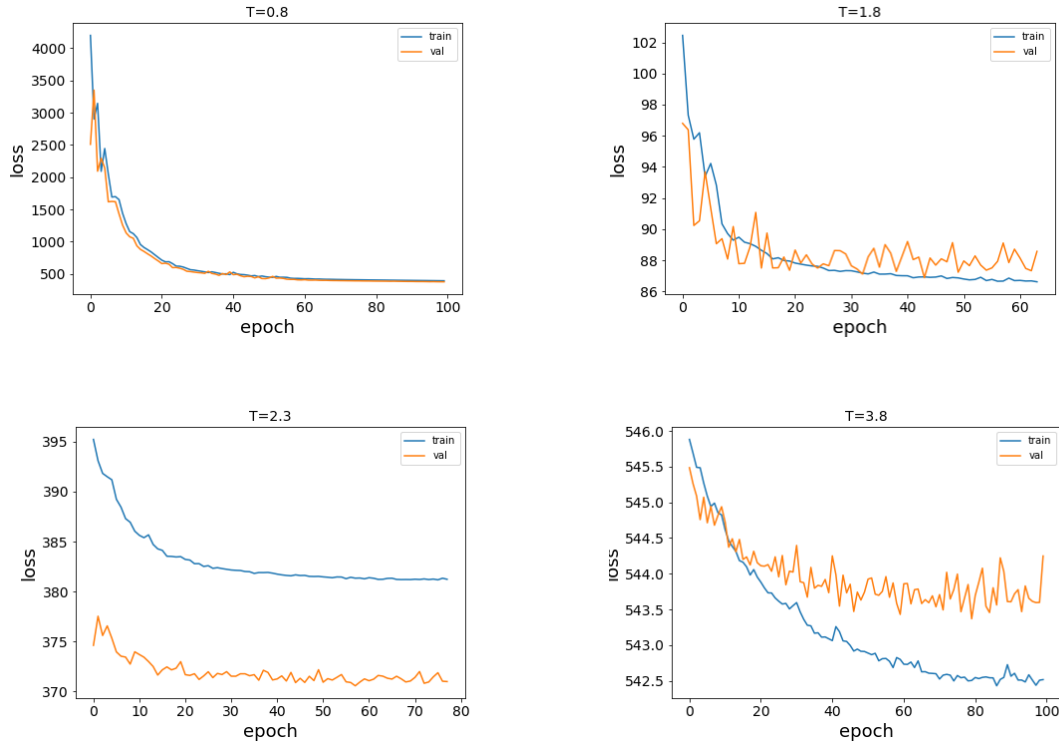 T=0.8
4000
3500
3000
2500
2000
1500
1000
500
loss
train
val
0 20 40 60 80 100
epoch
T=1.8
102
100
98
96
94
92
90
88
86
loss
train
val
0 10 20 30 40 50 60
epoch
T=2.3
395
390
385
380
375
370
loss
train
val
0 10 20 30 40 50 60 70 80
epoch
T=3.8
546.0
545.5
545.0
544.5
544.0
543.5
543.0
542.5
loss
train
val
0 20 40 60 80 100
epoch